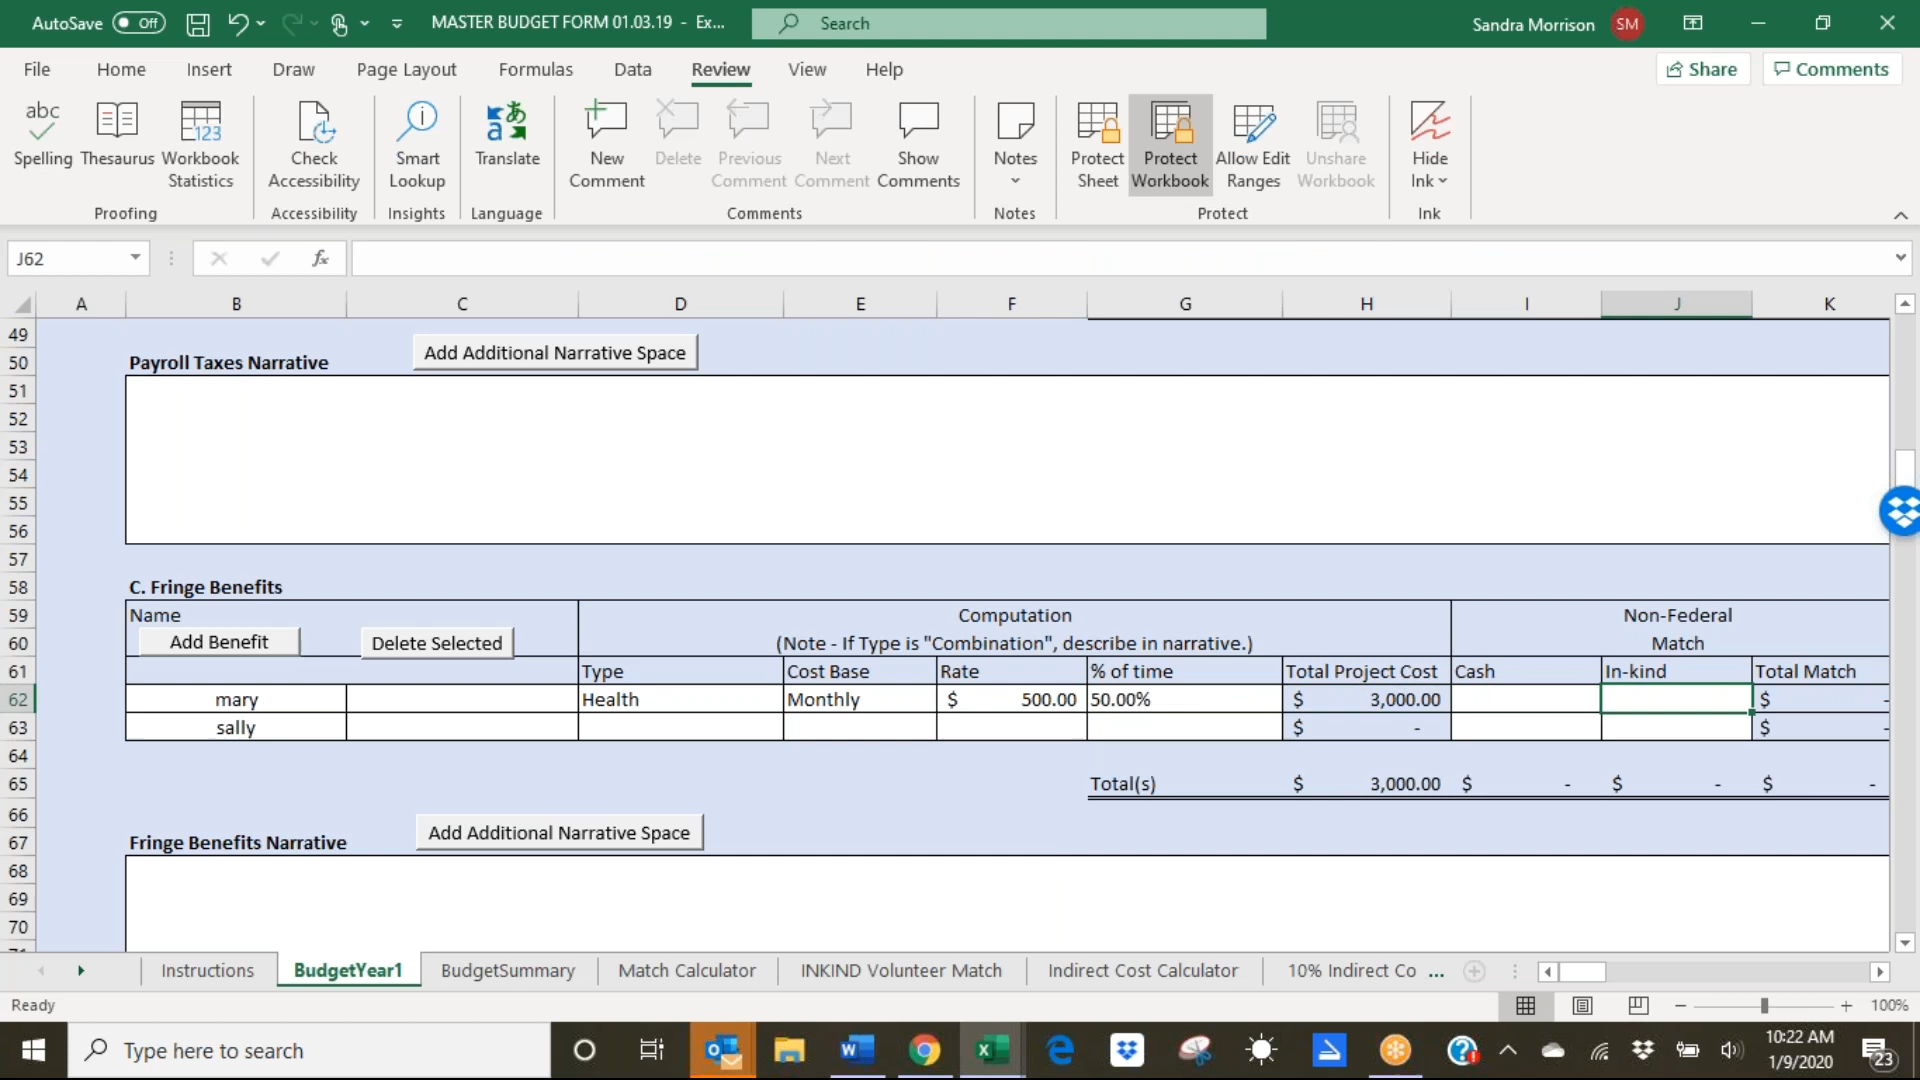 AutoSave Off MASTER BUDGET FORM 01.03.19 - Ex... Search Sandra Morrison SM
File Home Insert Draw Page Layout Formulas Data Review View Help Share Comments
abc Spelling Thesaurus Workbook Statistics Check Accessibility Smart Lookup Translate New Comment Delete Previous Comment Next Comment Show Comments Notes Protect Sheet Protect Workbook Allow Edit Ranges Unshare Workbook Hide Ink
Proofing Accessibility Insights Language Comments Notes Protect Ink
J62 fx
A B C D E F G H I J K
49
50 Payroll Taxes Narrative Add Additional Narrative Space
51
52
53
54
55
56
57
58 C. Fringe Benefits
59 Name Computation Non-Federal
60 Add Benefit Delete Selected (Note - If Type is "Combination", describe in narrative.) Match
61 Type Cost Base Rate % of time Total Project Cost Cash In-kind Total Match
62 mary Health Monthly $ 500.00 50.00% $ 3,000.00 $ -
63 sally $ - $ -
64
65 Total(s) $ 3,000.00 $ - $ - $ -
66
67 Fringe Benefits Narrative Add Additional Narrative Space
68
69
70
Instructions BudgetYear1 BudgetSummary Match Calculator INKIND Volunteer Match Indirect Cost Calculator 10% Indirect Co ...
Ready 100%
Type here to search 10:22 AM
1/9/2020 23